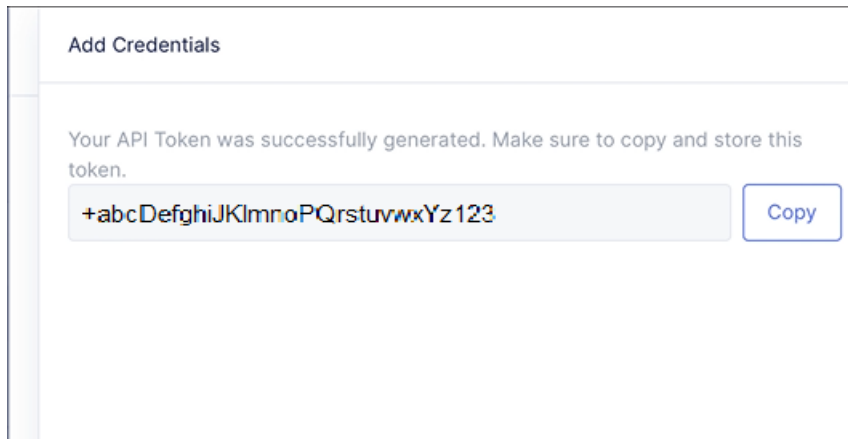 Add Credentials
Your API Token was successfully generated. Make sure to copy and store this
token.
+abcDefghiJKlmnoPQrstuvwxYz123
Copy